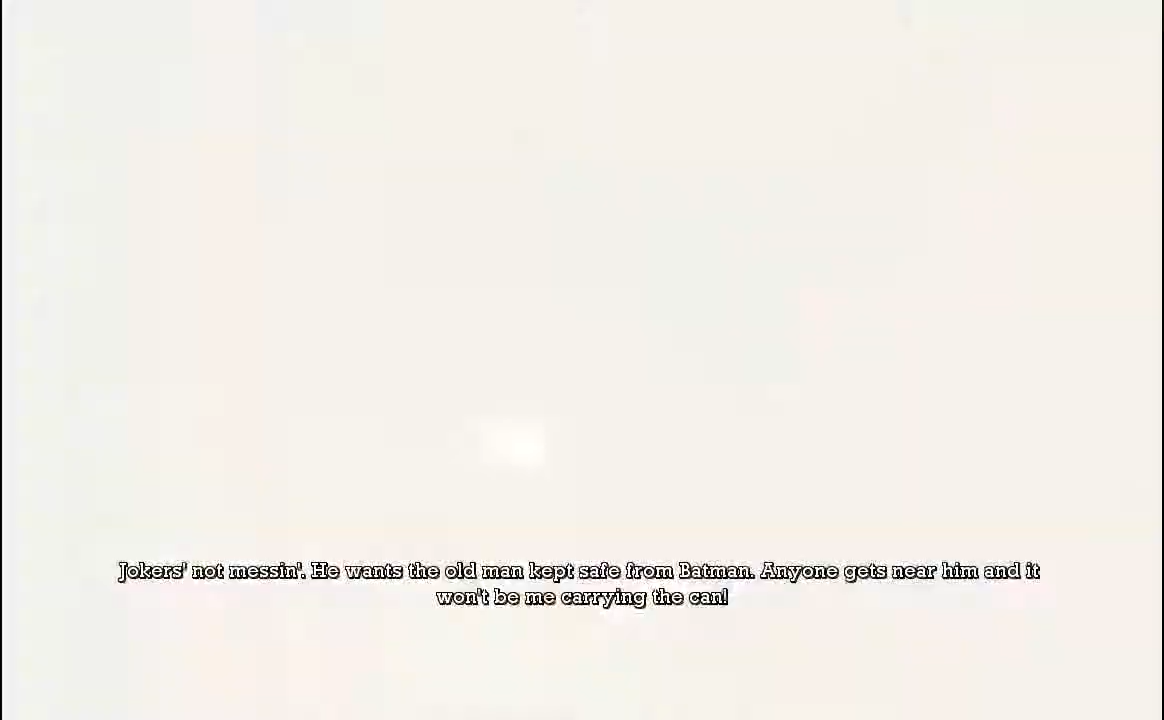 Jokers' not messin'. He wants the old man kept safe from Batman. Anyone gets near him and it
won't be me carrying the can!